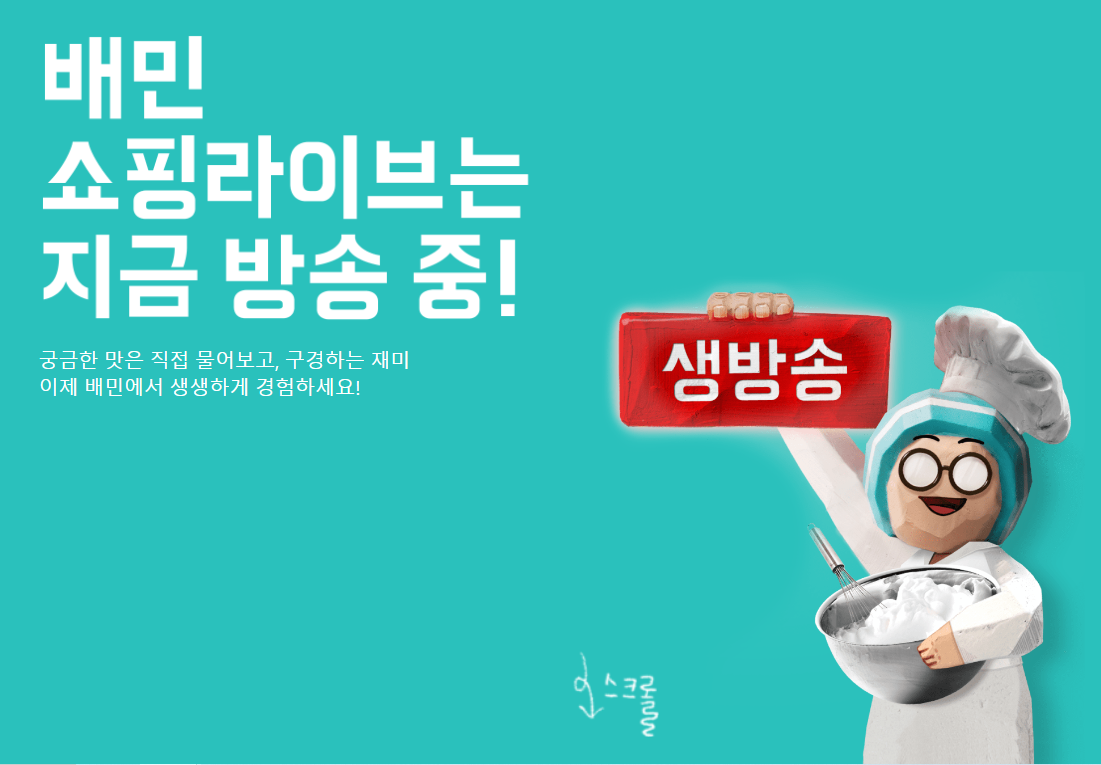 배민
쇼핑라이브는
지금 방송 중!
궁금한 맛은 직접 물어보고, 구경하는 재미
이제 배민에서 생생하게 경험하세요!
생방송
스크롤